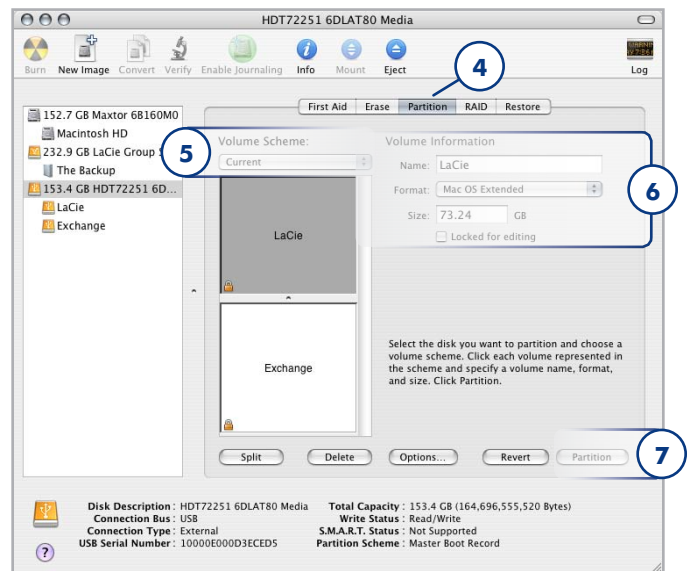 HDT72251 6DLAT80 Media
Burn New Image Convert Verify Enable Journaling Info Mount Eject Log
4
First Aid Erase Partition RAID Restore
152.7 GB Maxtor 6B160M0
Macintosh HD
232.9 GB LaCie Group
The Backup
153.4 GB HDT72251 6D...
LaCie
Exchange
5
Volume Scheme:
Current
LaCie
Exchange
Volume Information
Name: LaCie
Format: Mac OS Extended
Size: 73.24 GB
Locked for editing
6
Select the disk you want to partition and choose a
volume scheme. Click each volume represented in
the scheme and specify a volume name, format,
and size. Click Partition.
Split Delete Options... Revert Partition
7
Disk Description : HDT72251 6DLAT80 Media
Connection Bus : USB
Connection Type : External
USB Serial Number : 10000E000D3ECED5
Total Capacity : 153.4 GB (164,696,555,520 Bytes)
Write Status : Read/Write
S.M.A.R.T. Status : Not Supported
Partition Scheme : Master Boot Record
?